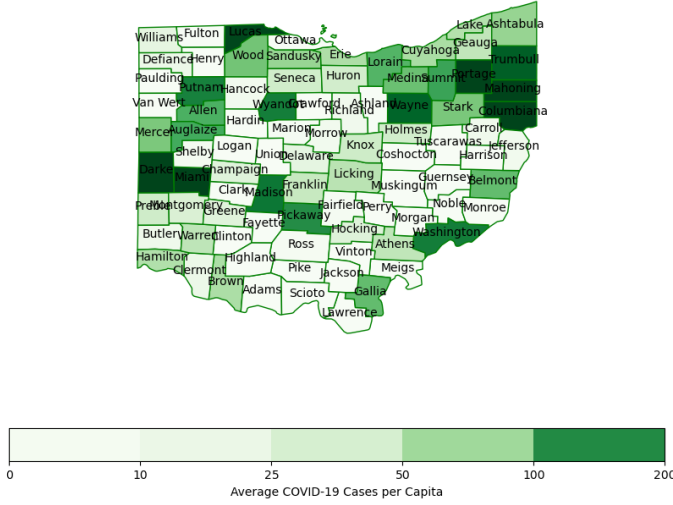 Lake Ashtabula
Williams Fulton Lucas
Ottawa Geauga
Defiance Henry Wood Sandusky Erie Lorain Cuyahoga Trumbull
Paulding Putnam Hancock Seneca Huron Medina Summit Portage
Mahoning
Van Wert Allen Wyandot Crawford Richland Ashland Wayne Stark Columbiana
Mercer Auglaize Hardin Marion Morrow Knox Holmes Tuscarawas Carroll
Shelby Logan Union Delaware Coshocton Harrison Jefferson
Darke Miami Champaign Licking Muskingum Guernsey Belmont
Clark Madison Franklin
Preble Montgomery Greene Fayette Pickaway Fairfield Perry Morgan Noble Monroe
Butler Warren Clinton Ross Hocking Athens Washington
Hamilton Clermont Highland Pike Vinton Meigs
Brown Adams Scioto Jackson Gallia
Lawrence
0 10 25 50 100 200
Average COVID-19 Cases per Capita